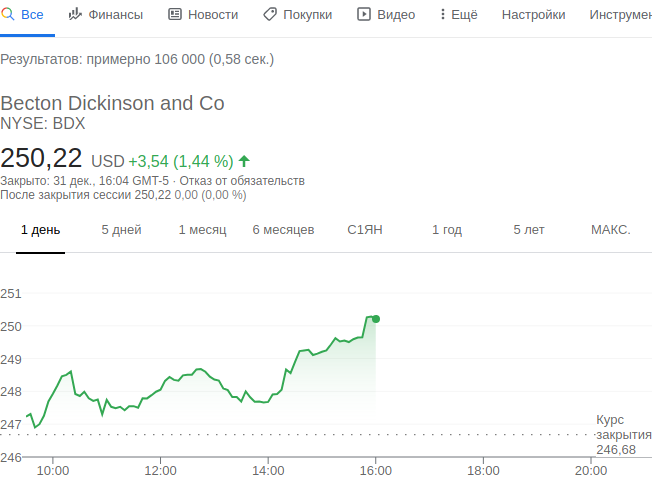 Все Финансы Новости Покупки Видео Ещё Настройки Инструмен
Результатов: примерно 106 000 (0,58 сек.)
Becton Dickinson and Co
NYSE: BDX
250,22 USD +3,54 (1,44 %)
Закрыто: 31 дек., 16:04 GMT-5 · Отказ от обязательств
После закрытия сессии 250,22 0,00 (0,00 %)
1 день 5 дней 1 месяц 6 месяцев С1ЯН 1 год 5 лет МАКС.
251
250
249
248
247
Курс
закрытия
246,68
246
10:00 12:00 14:00 16:00 18:00 20:00